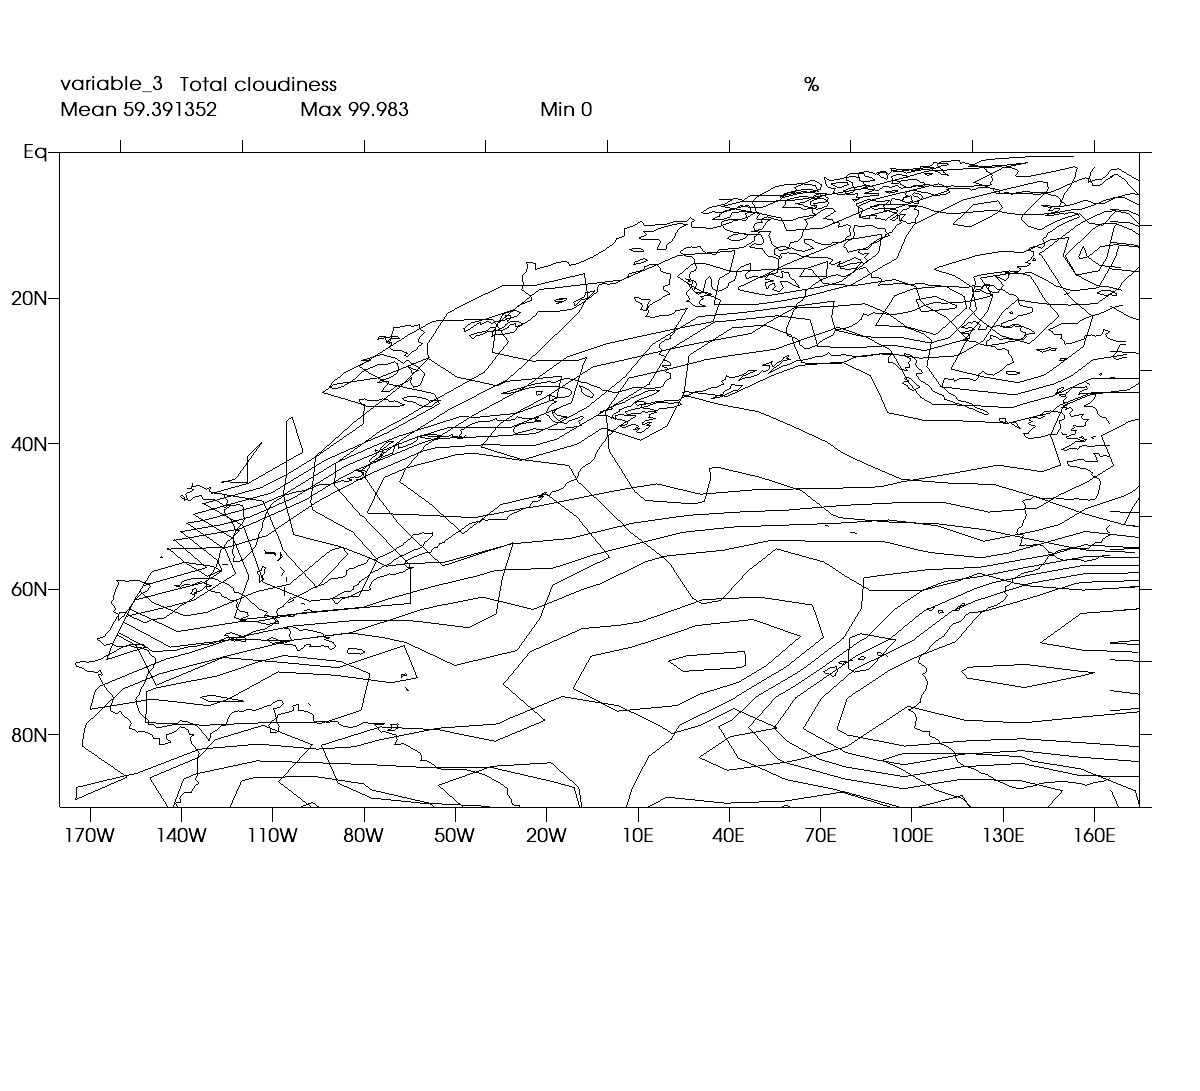 variable_3 Total cloudiness %
Mean 59.391352 Max 99.983 Min 0
Eq
20N
40N
60N
80N
170W 140W 110W 80W 50W 20W 10E 40E 70E 100E 130E 160E